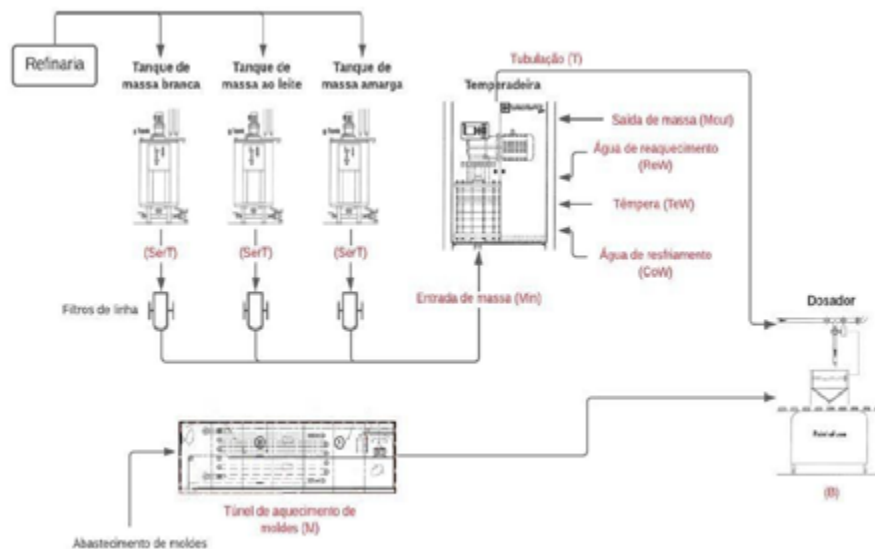 Refinaria
Tanque de
massa branca
Tanque de
massa ao leite
Tanque de
massa amarga
Tubulação (T)
Temperadeira
Saída de massa (Mout)
Água de reaquecimento
(ReW)
Têmpera (TeW)
Água de resfriamento
(CoW)
(SerT)
(SerT)
(SerT)
Entrada de massa (Min)
Filtros de linha
Dosador
(B)
Túnel de aquecimento de
moldes (M)
Abastecimento de moldes